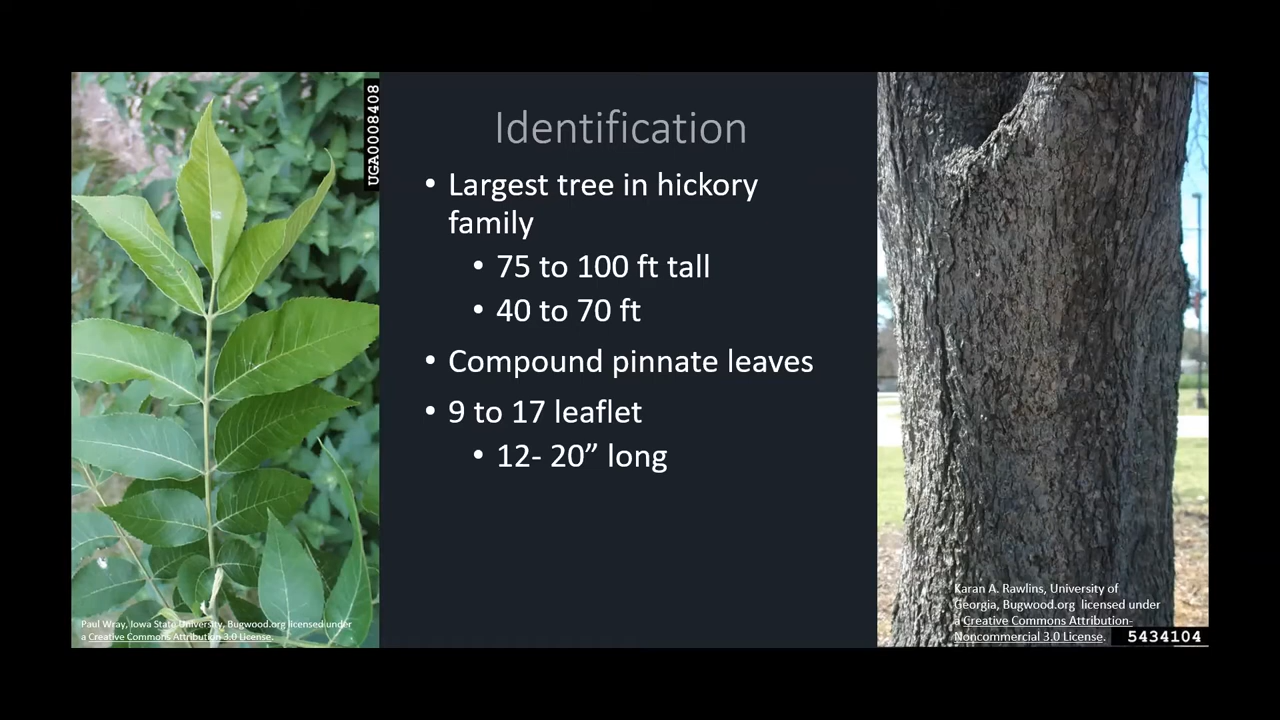 UGA0008408
Identification
• Largest tree in hickory
family
• 75 to 100 ft tall
• 40 to 70 ft
• Compound pinnate leaves
• 9 to 17 leaflet
• 12- 20” long
Paul Wray, Iowa State University, Bugwood.org licensed under
a Creative Commons Attribution 3.0 License.
Karan A. Rawlins, University of
Georgia, Bugwood.org licensed under
a Creative Commons Attribution-
Noncommercial 3.0 License.
5434104